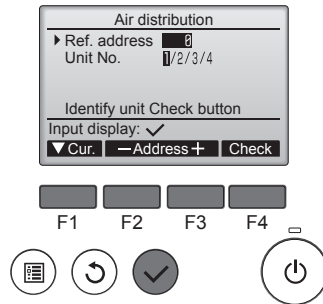 Air distribution
Ref. address 0
Unit No. 1/2/3/4
Identify unit Check button
Input display: ✓
▼ Cur. − Address + Check
F1 F2 F3 F4